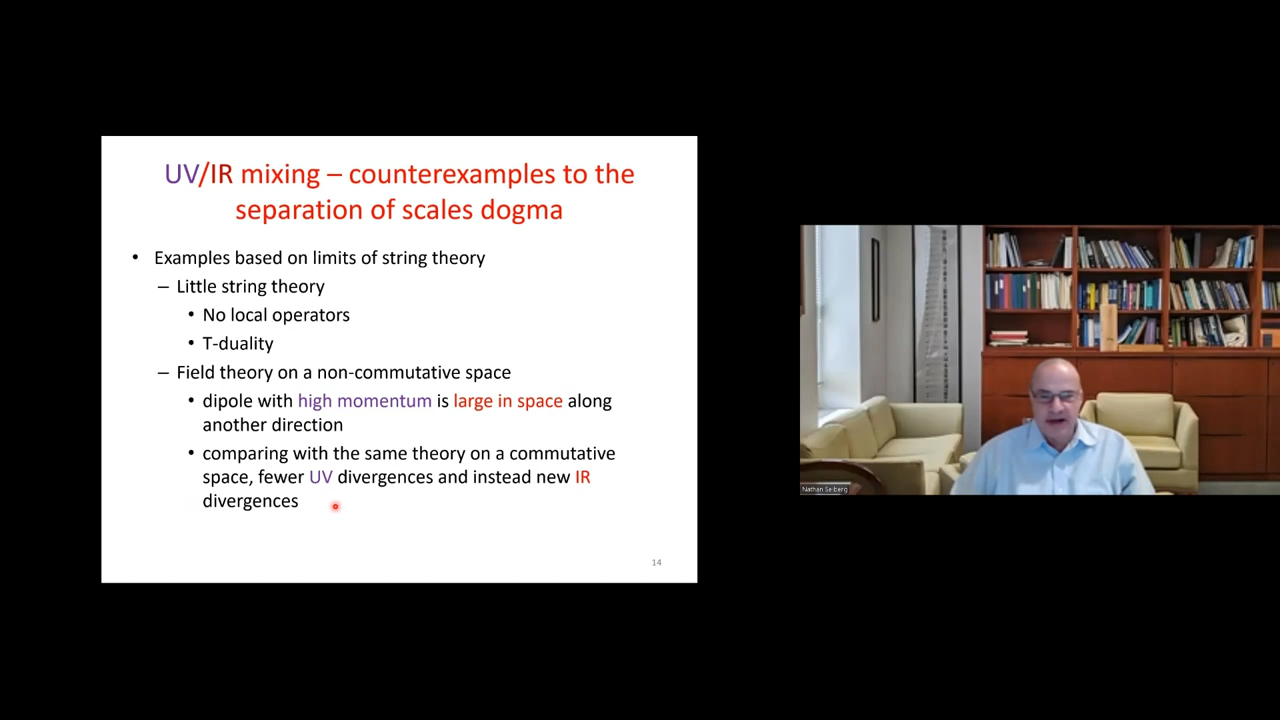 UV/IR mixing – counterexamples to the
separation of scales dogma
• Examples based on limits of string theory
– Little string theory
• No local operators
• T-duality
– Field theory on a non-commutative space
• dipole with high momentum is large in space along
another direction
• comparing with the same theory on a commutative
space, fewer UV divergences and instead new IR
divergences
14
Nathan Seiberg